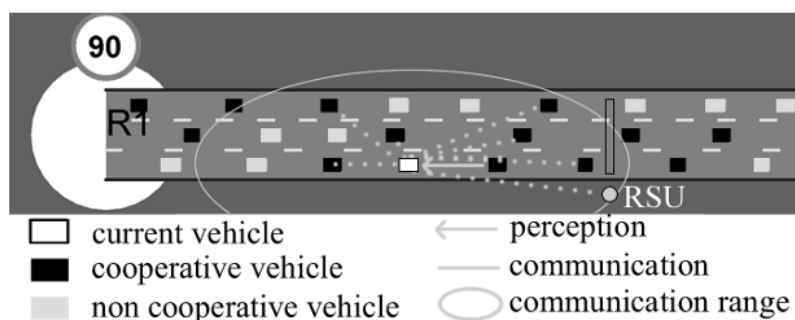 90
R1
RSU
current vehicle
perception
cooperative vehicle
communication
non cooperative vehicle
communication range